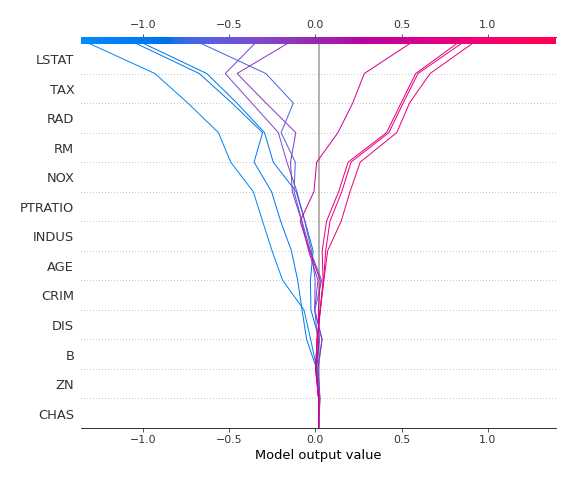 −1.0 −0.5 0.0 0.5 1.0
LSTAT
TAX
RAD
RM
NOX
PTRATIO
INDUS
AGE
CRIM
DIS
B
ZN
CHAS
−1.0 −0.5 0.0 0.5 1.0
Model output value